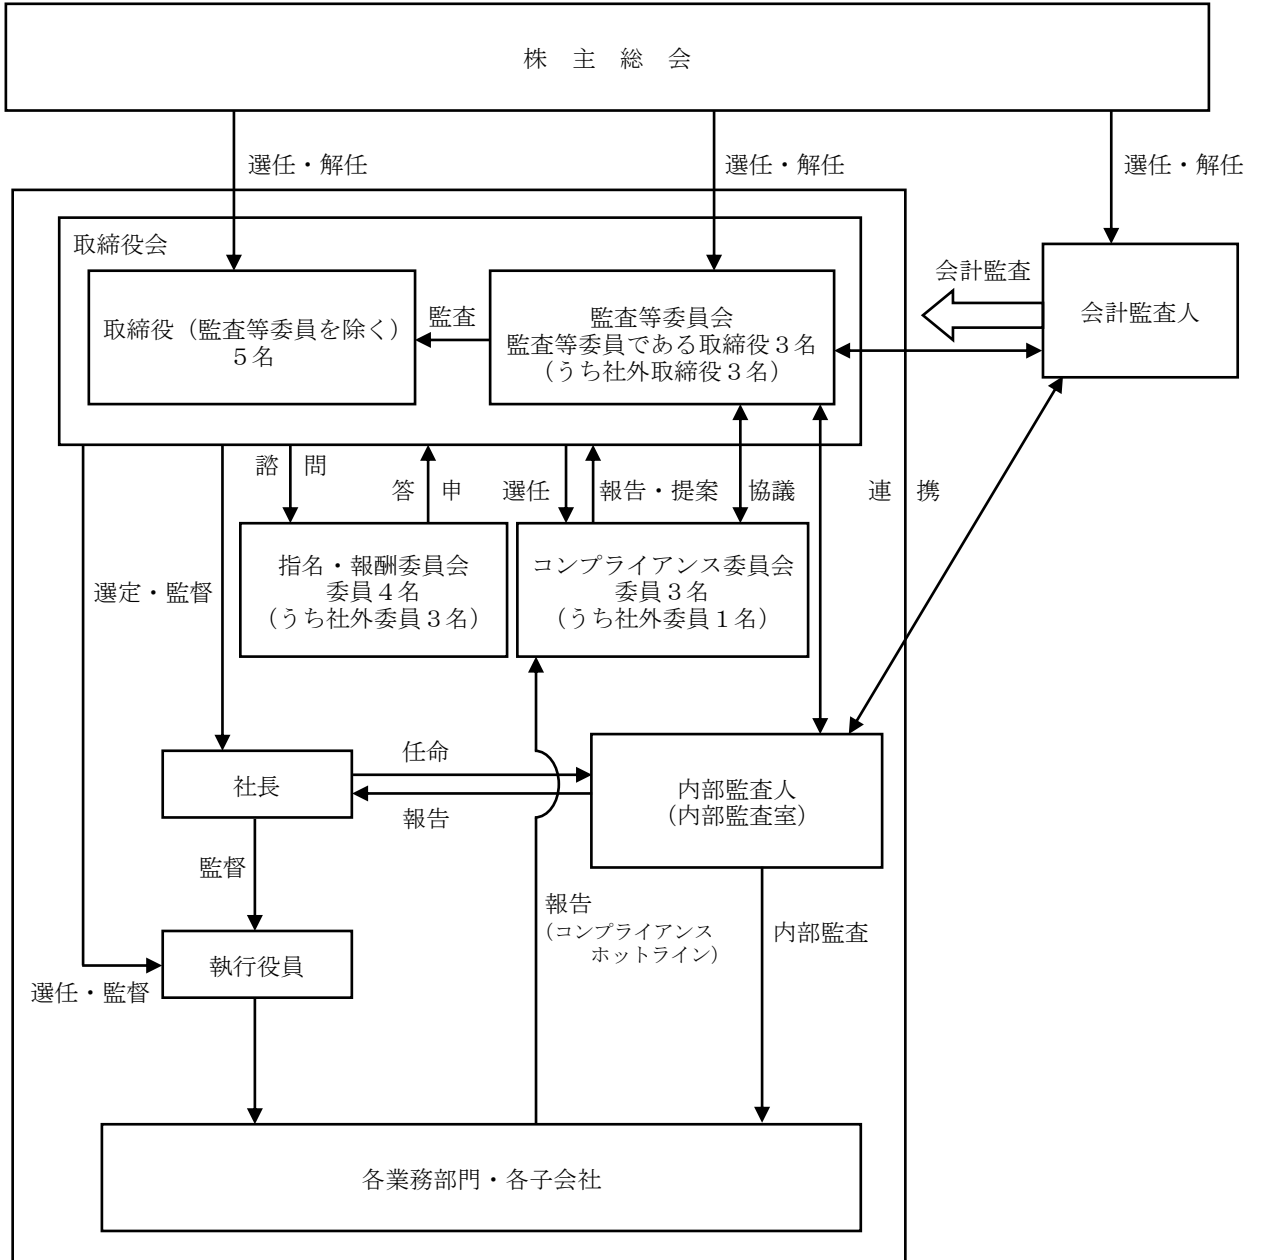 株　主　総　会
選任・解任
選任・解任
選任・解任
取締役会
取締役（監査等委員を除く）
５名
監査
監査等委員会
監査等委員である取締役３名
（うち社外取締役３名）
会計監査
会計監査人
諮　問
答　申
選任
報告・提案
協議
連　携
選定・監督
指名・報酬委員会
委員４名
（うち社外委員３名）
コンプライアンス委員会
委員３名
（うち社外委員１名）
社長
任命
報告
内部監査人
（内部監査室）
監督
報告
（コンプライアンス
ホットライン）
内部監査
執行役員
選任・監督
各業務部門・各子会社